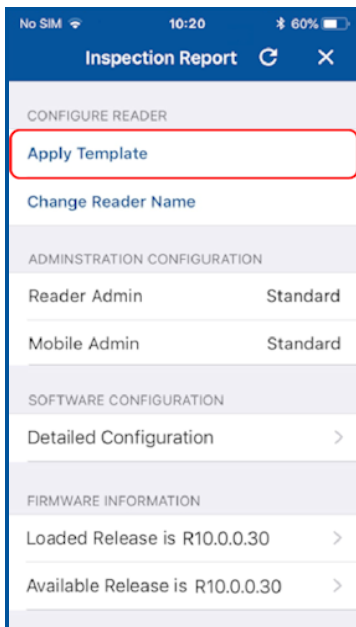 No SIM 10:20 60%
Inspection Report
CONFIGURE READER
Apply Template
Change Reader Name
ADMINSTRATION CONFIGURATION
Reader Admin Standard
Mobile Admin Standard
SOFTWARE CONFIGURATION
Detailed Configuration
FIRMWARE INFORMATION
Loaded Release is R10.0.0.30
Available Release is R10.0.0.30